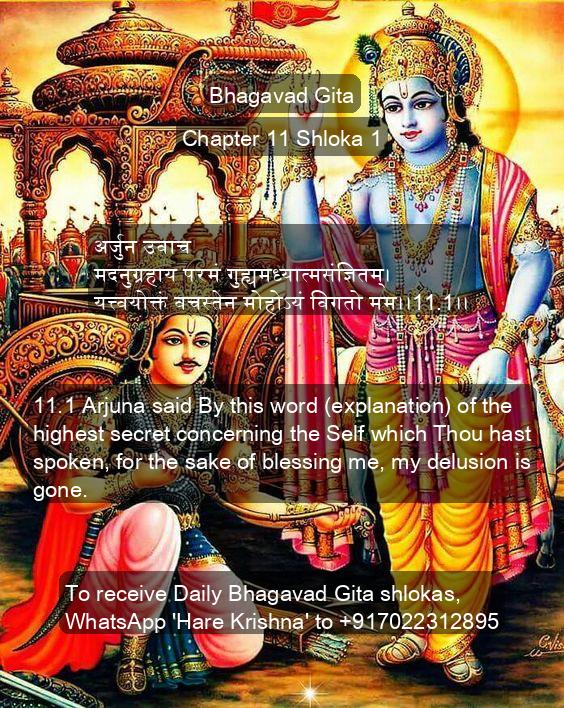 Bhagavad Gita
Chapter 11 Shloka 1
अर्जुन उवाच
मदनुग्रहाय परमं गुह्यमध्यात्मसंज्ञितम्।
यत्त्वयोक्तं वचस्तेन मोहोऽयं विगतो मम।।11.1।।
11.1 Arjuna said By this word (explanation) of the
highest secret concerning the Self which Thou hast
spoken, for the sake of blessing me, my delusion is
gone.
To receive Daily Bhagavad Gita shlokas,
WhatsApp 'Hare Krishna' to +917022312895